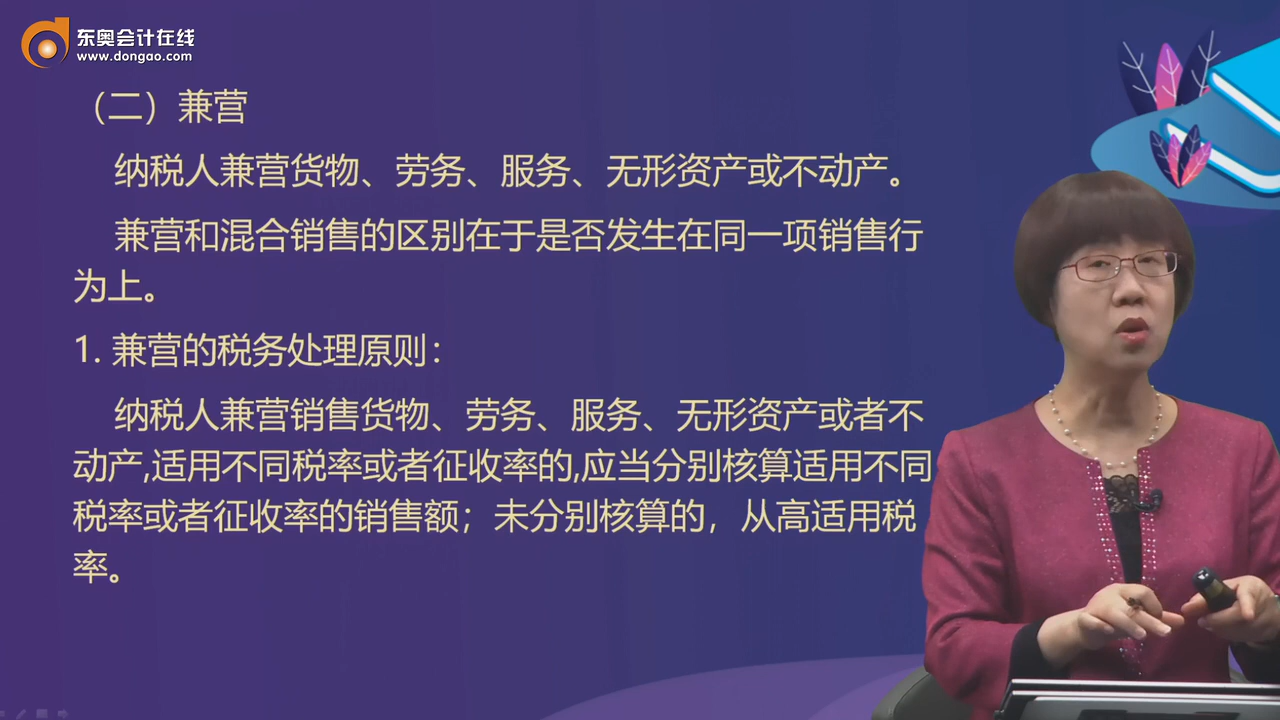 东奥会计在线
www.dongao.com
（二）兼营
纳税人兼营货物、劳务、服务、无形资产或不动产。
兼营和混合销售的区别在于是否发生在同一项销售行
为上。
1. 兼营的税务处理原则：
纳税人兼营销售货物、劳务、服务、无形资产或者不
动产,适用不同税率或者征收率的,应当分别核算适用不同
税率或者征收率的销售额；未分别核算的，从高适用税
率。